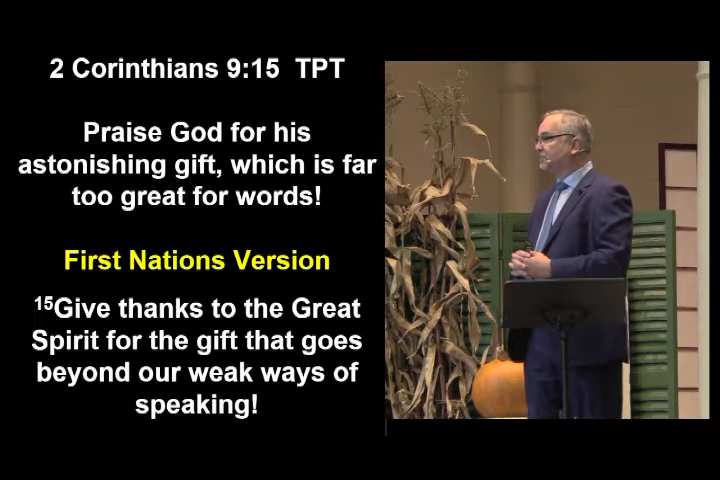 2 Corinthians 9:15 TPT
Praise God for his
astonishing gift, which is far
too great for words!
First Nations Version
15Give thanks to the Great
Spirit for the gift that goes
beyond our weak ways of
speaking!